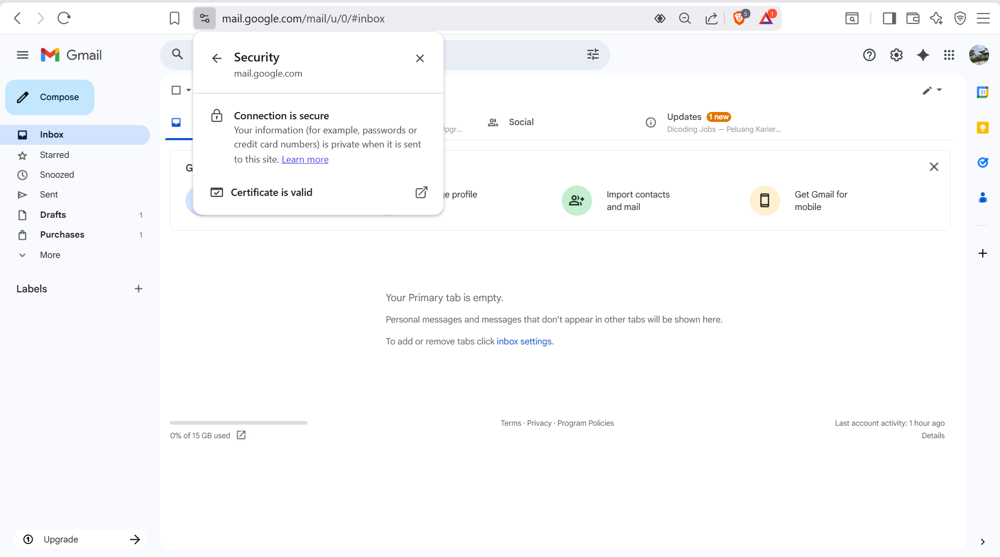 mail.google.com/mail/u/0/#inbox
5
1
Gmail
Security
mail.google.com
Compose
Connection is secure
Your information (for example, passwords or
credit card numbers) is private when it is sent
to this site. Learn more
Certificate is valid
Inbox
Starred
Snoozed
Sent
Drafts 1
Purchases 1
More
Labels
Upgrade
Social
Updates 1 new
Dicoding Jobs — Peluang Karier...
31
profile
Import contacts
and mail
Get Gmail for
mobile
Your Primary tab is empty.
Personal messages and messages that don’t appear in other tabs will be shown here.
To add or remove tabs click inbox settings.
0% of 15 GB used
Terms · Privacy · Program Policies
Last account activity: 1 hour ago
Details